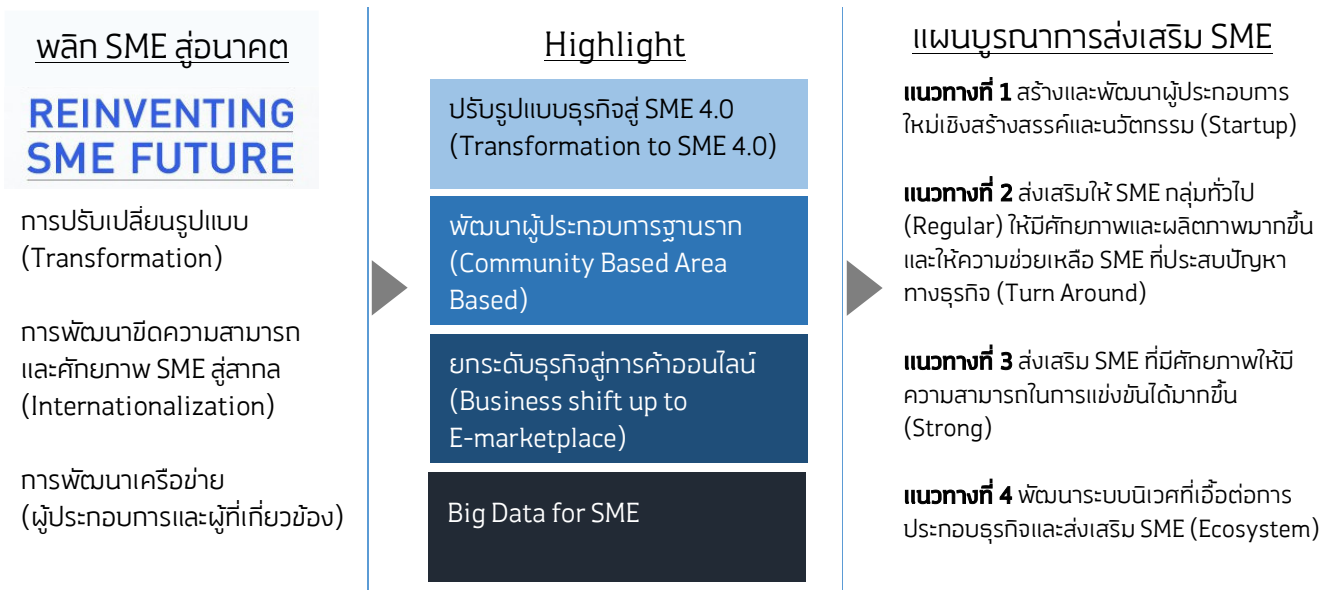 พลิก SME สู่อนาคต
REINVENTING
SME FUTURE
การปรับเปลี่ยนรูปแบบ
(Transformation)
การพัฒนาขีดความสามารถ
และศักยภาพ SME สู่สากล
(Internationalization)
การพัฒนาเครือข่าย
(ผู้ประกอบการและผู้ที่เกี่ยวข้อง)
Highlight
ปรับรูปแบบธุรกิจสู่ SME 4.0
(Transformation to SME 4.0)
พัฒนาผู้ประกอบการฐานราก
(Community Based Area
Based)
ยกระดับธุรกิจสู่การค้าออนไลน์
(Business shift up to
E-marketplace)
Big Data for SME
แผนบูรณาการส่งเสริม SME
แนวทางที่ 1 สร้างและพัฒนาผู้ประกอบการ
ใหม่เชิงสร้างสรรค์และนวัตกรรม (Startup)
แนวทางที่ 2 ส่งเสริมให้ SME กลุ่มทั่วไป
(Regular) ให้มีศักยภาพและผลิตภาพมากขึ้น
และให้ความช่วยเหลือ SME ที่ประสบปัญหา
ทางธุรกิจ (Turn Around)
แนวทางที่ 3 ส่งเสริม SME ที่มีศักยภาพให้มี
ความสามารถในการแข่งขันได้มากขึ้น
(Strong)
แนวทางที่ 4 พัฒนาระบบนิเวศที่เอื้อต่อการ
ประกอบธุรกิจและส่งเสริม SME (Ecosystem)